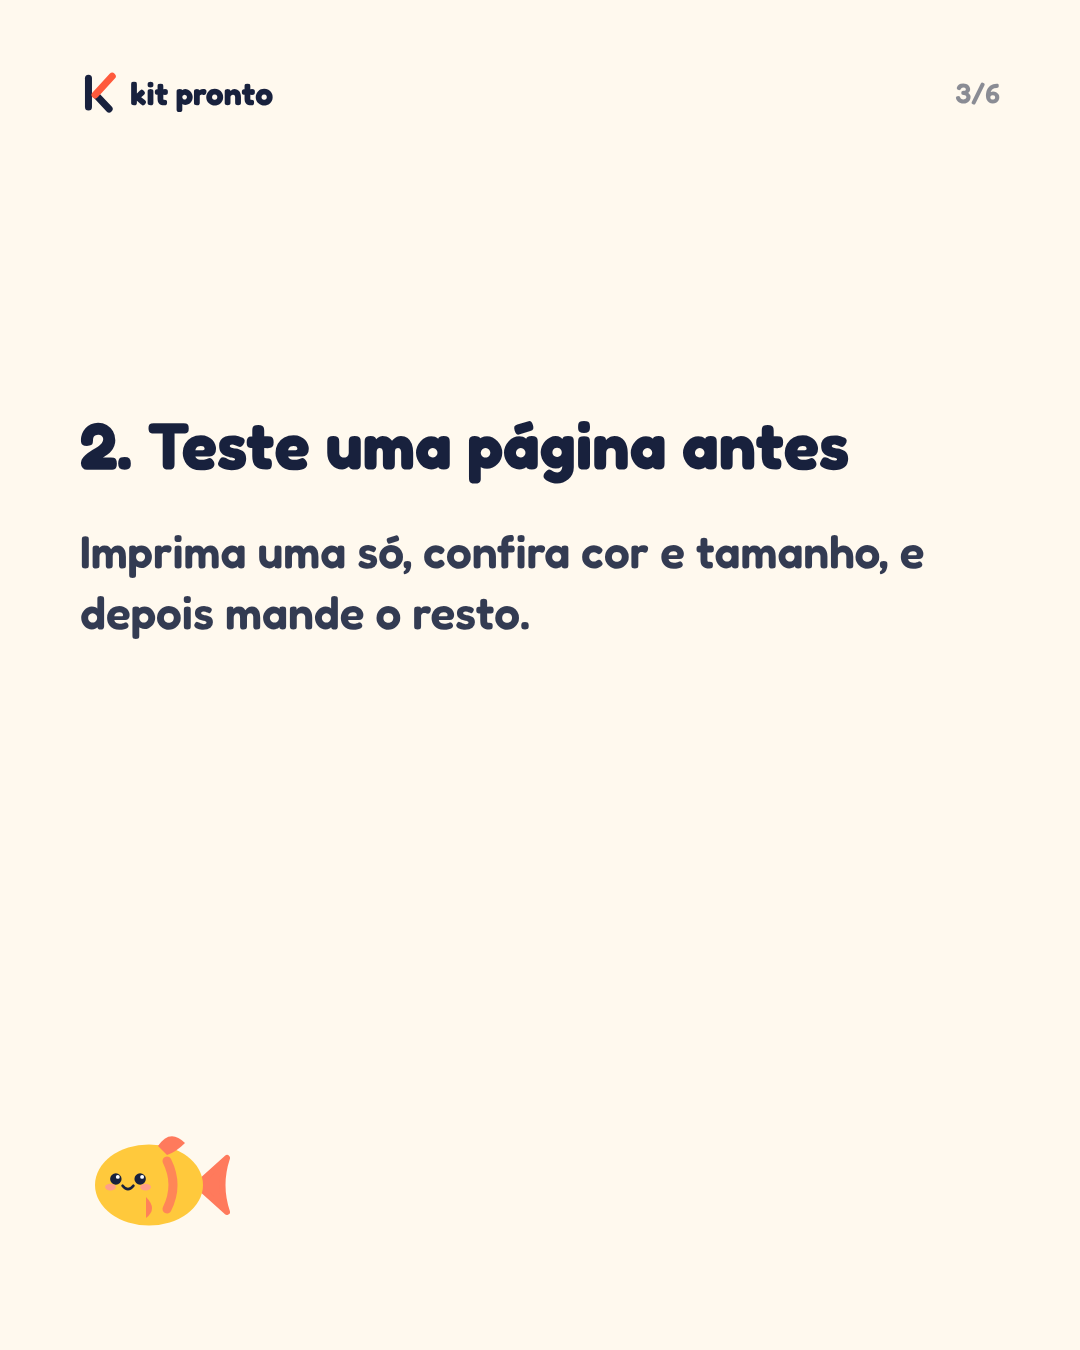 kit pronto
3/6
2. Teste uma página antes
Imprima uma só, confira cor e tamanho, e
depois mande o resto.